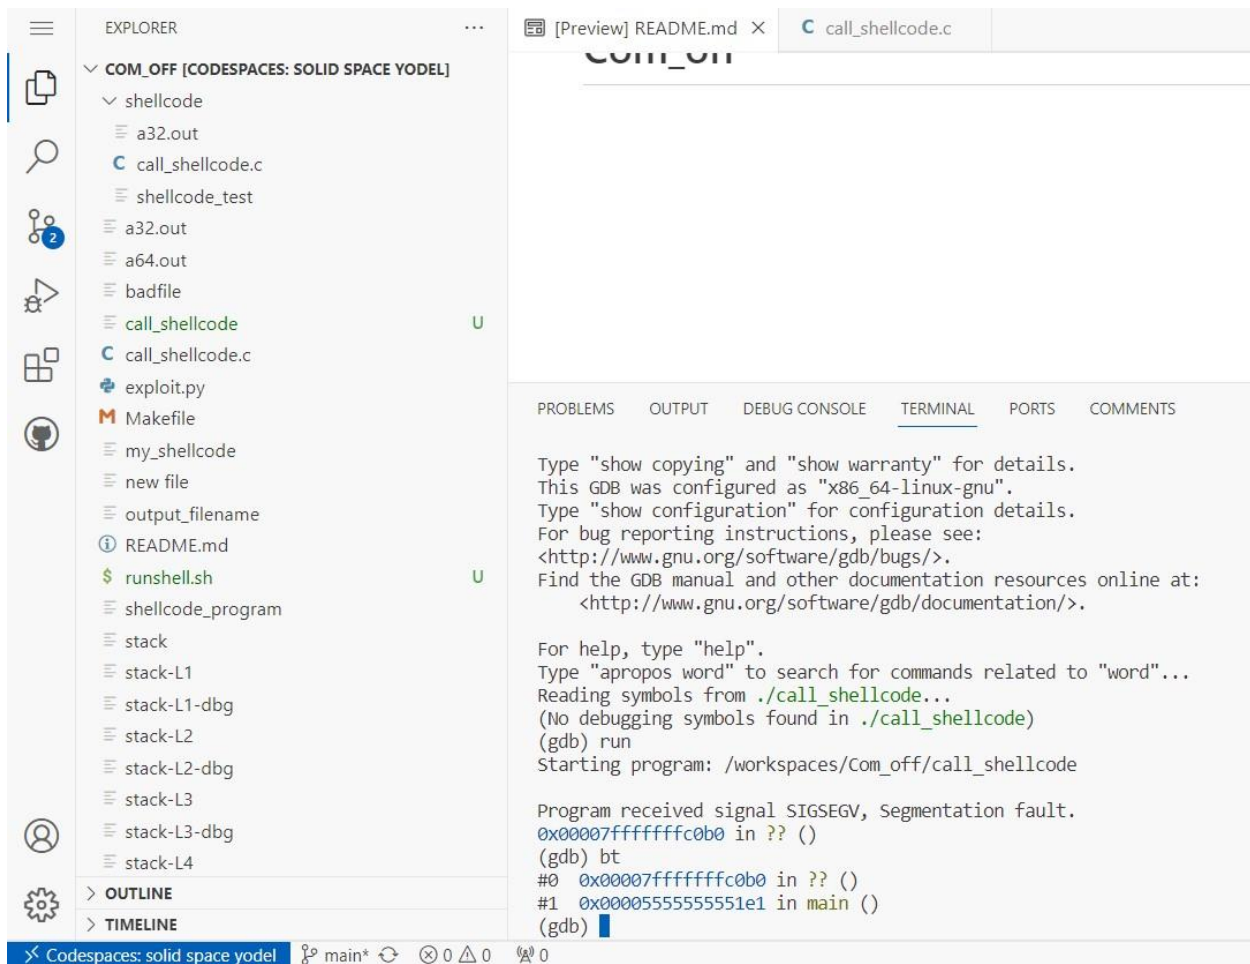 EXPLORER
...
[Preview] README.md
C call_shellcode.c
COM_OFF [CODESPACES: SOLID SPACE YODEL]
shellcode
a32.out
C call_shellcode.c
shellcode_test
2
a32.out
a64.out
badfile
call_shellcode U
C call_shellcode.c
exploit.py
M Makefile
my_shellcode
new file
output_filename
README.md
$ runshell.sh U
shellcode_program
stack
stack-L1
stack-L1-dbg
stack-L2
stack-L2-dbg
stack-L3
stack-L3-dbg
stack-L4
OUTLINE
TIMELINE
Com_off
PROBLEMS OUTPUT DEBUG CONSOLE TERMINAL PORTS COMMENTS
Type "show copying" and "show warranty" for details.
This GDB was configured as "x86_64-linux-gnu".
Type "show configuration" for configuration details.
For bug reporting instructions, please see:
<http://www.gnu.org/software/gdb/bugs/>.
Find the GDB manual and other documentation resources online at:
<http://www.gnu.org/software/gdb/documentation/>.
For help, type "help".
Type "apropos word" to search for commands related to "word"...
Reading symbols from ./call_shellcode...
(No debugging symbols found in ./call_shellcode)
(gdb) run
Starting program: /workspaces/Com_off/call_shellcode
Program received signal SIGSEGV, Segmentation fault.
0x00007fffffffc0b0 in ?? ()
(gdb) bt
#0 0x00007fffffffc0b0 in ?? ()
#1 0x00005555555551e1 in main ()
(gdb)
Codespaces: solid space yodel main* 0 0 0